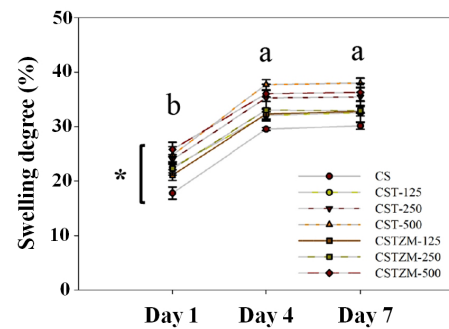 50
40
30
20
10
0
Swelling degree (%)
b
a
a
*
CS
CST-125
CST-250
CST-500
CSTZM-125
CSTZM-250
CSTZM-500
Day 1
Day 4
Day 7